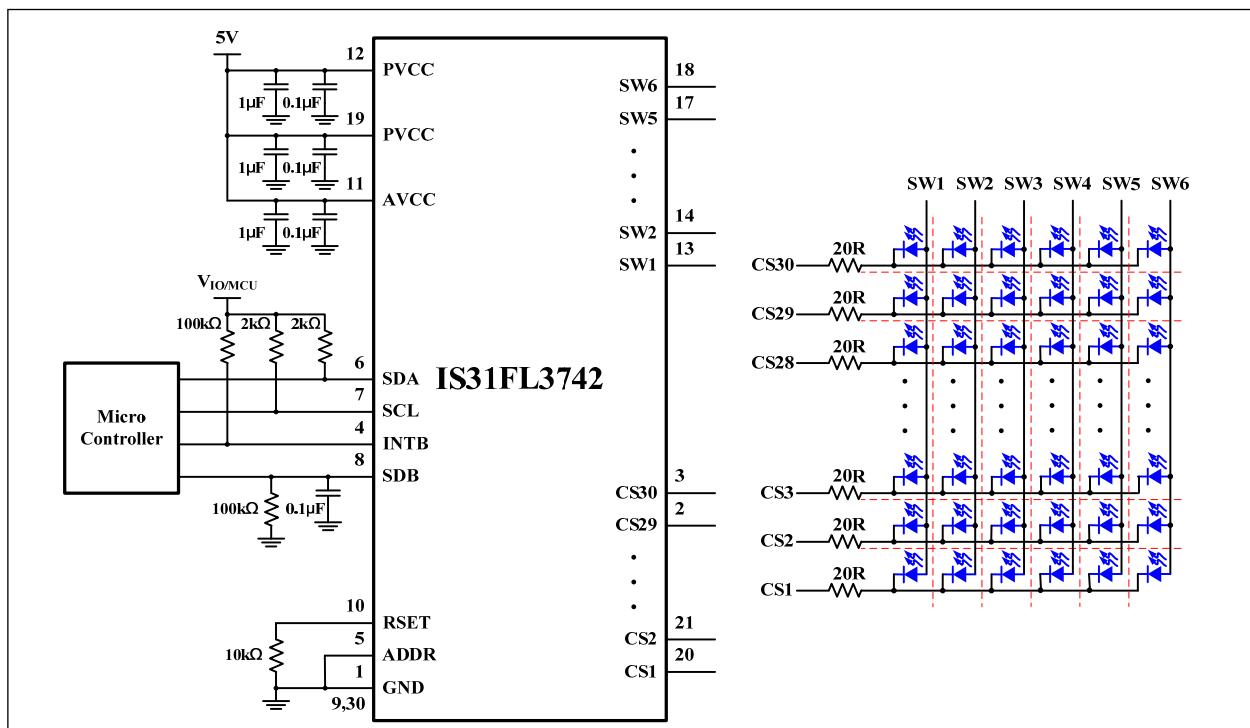 5V
12
PVCC
1µF 0.1µF
19
PVCC
1µF 0.1µF
11
AVCC
1µF 0.1µF
VIO/MCU
100kΩ 2kΩ 2kΩ
Micro
Controller
6
SDA
7
SCL
4
INTB
8
SDB
100kΩ 0.1µF
10
RSET
5
ADDR
1
GND
9,30
10kΩ
IS31FL3742
18
SW6
17
SW5
14
SW2
13
SW1
3
CS30
2
CS29
21
CS2
20
CS1
SW1 SW2 SW3 SW4 SW5 SW6
CS30 20R
CS29 20R
CS28 20R
CS3 20R
CS2 20R
CS1 20R